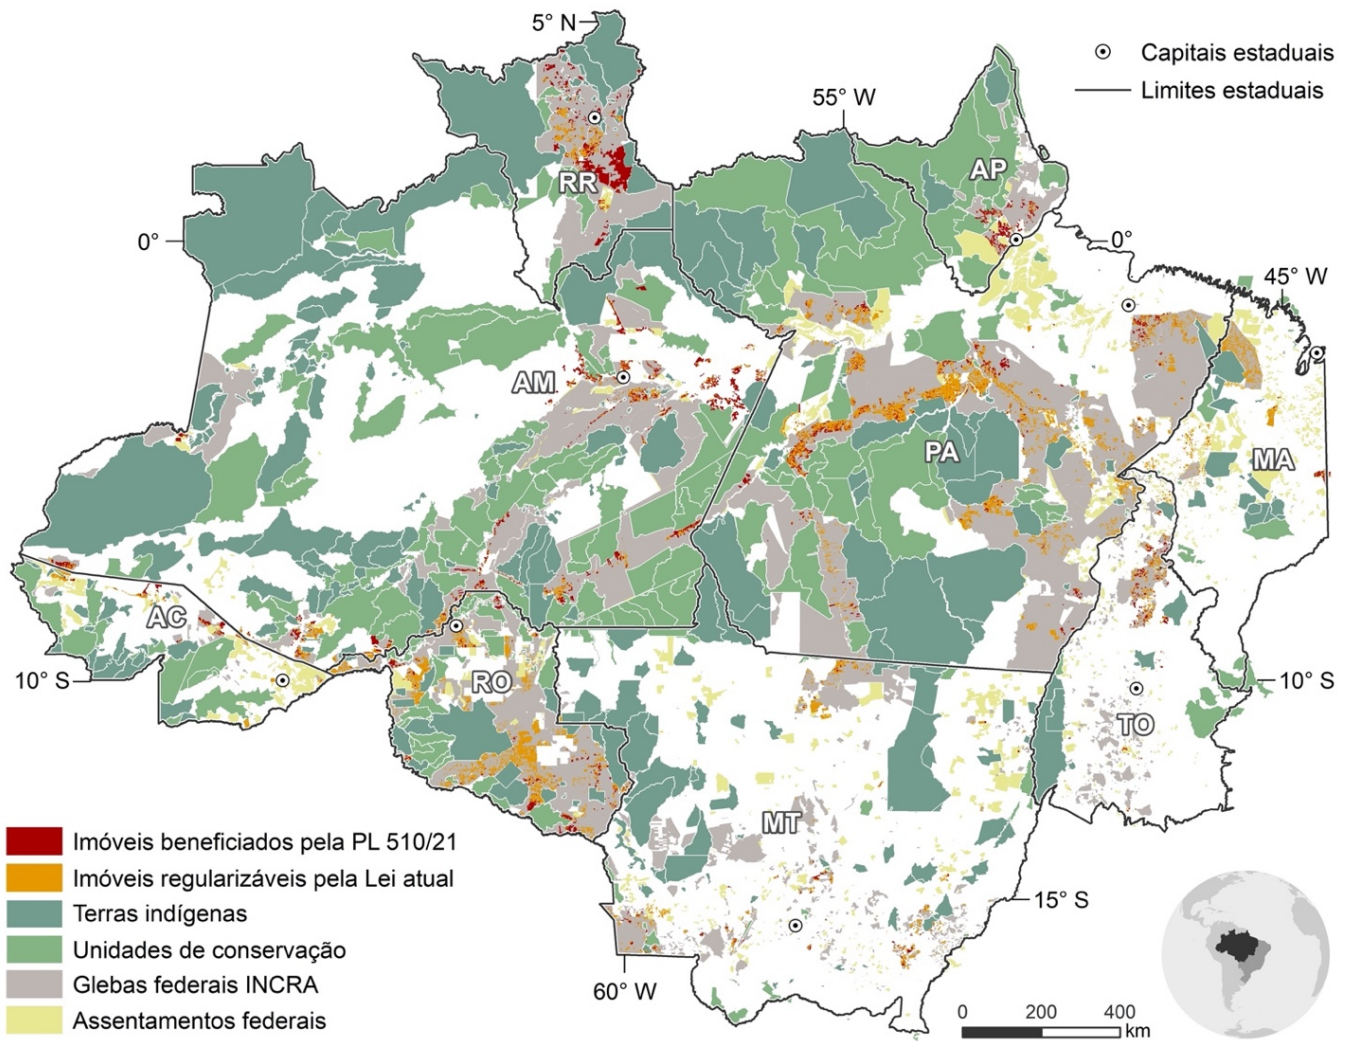 5° N
55° W
Capitais estaduais
Limites estaduais
AP
RR
0°
0°
45° W
AM
PA
MA
AC
RO
10° S
10° S
TO
MT
Imóveis beneficiados pela PL 510/21
Imóveis regularizáveis pela Lei atual
Terras indígenas
Unidades de conservação
Glebas federais INCRA
Assentamentos federais
15° S
60° W
0 200 400
km